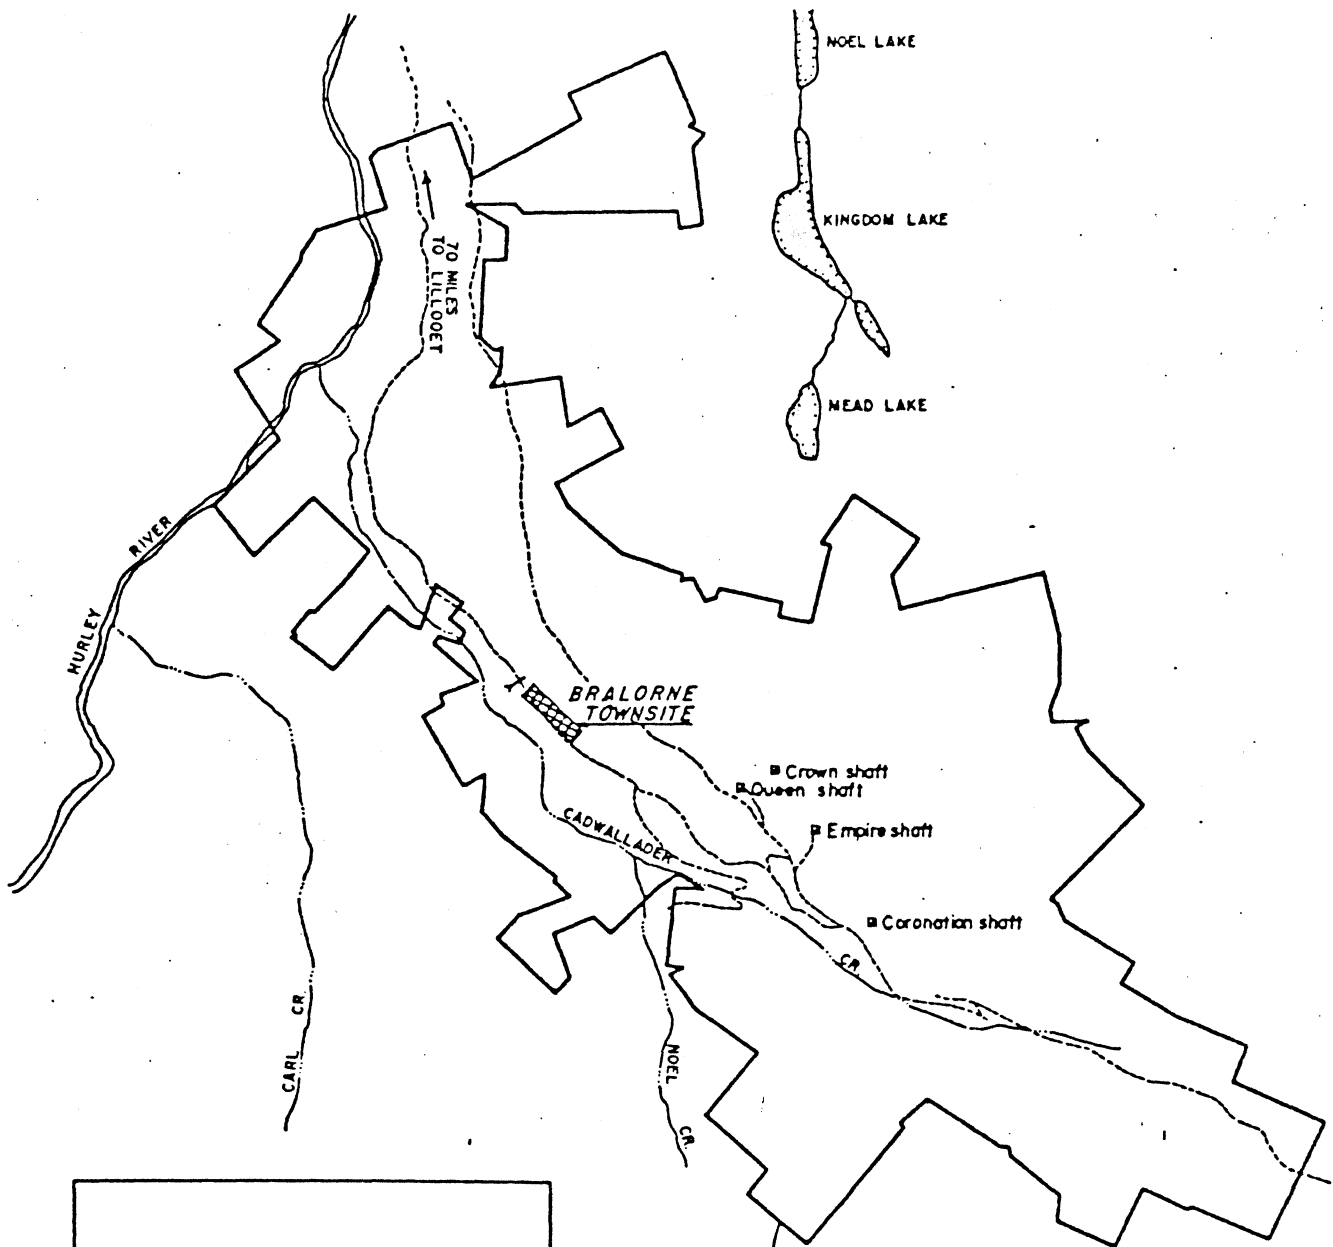 NOEL LAKE
KINGDOM LAKE
70 MILES
TO LILLOOET
MEAD LAKE
RIVER
HURLEY
BRALORNE
TOWNSITE
Crown shaft
Queen shaft
CADWALLADER
Empire shaft
Coronation shaft
CR.
CR.
CARL
NOEL
CR.